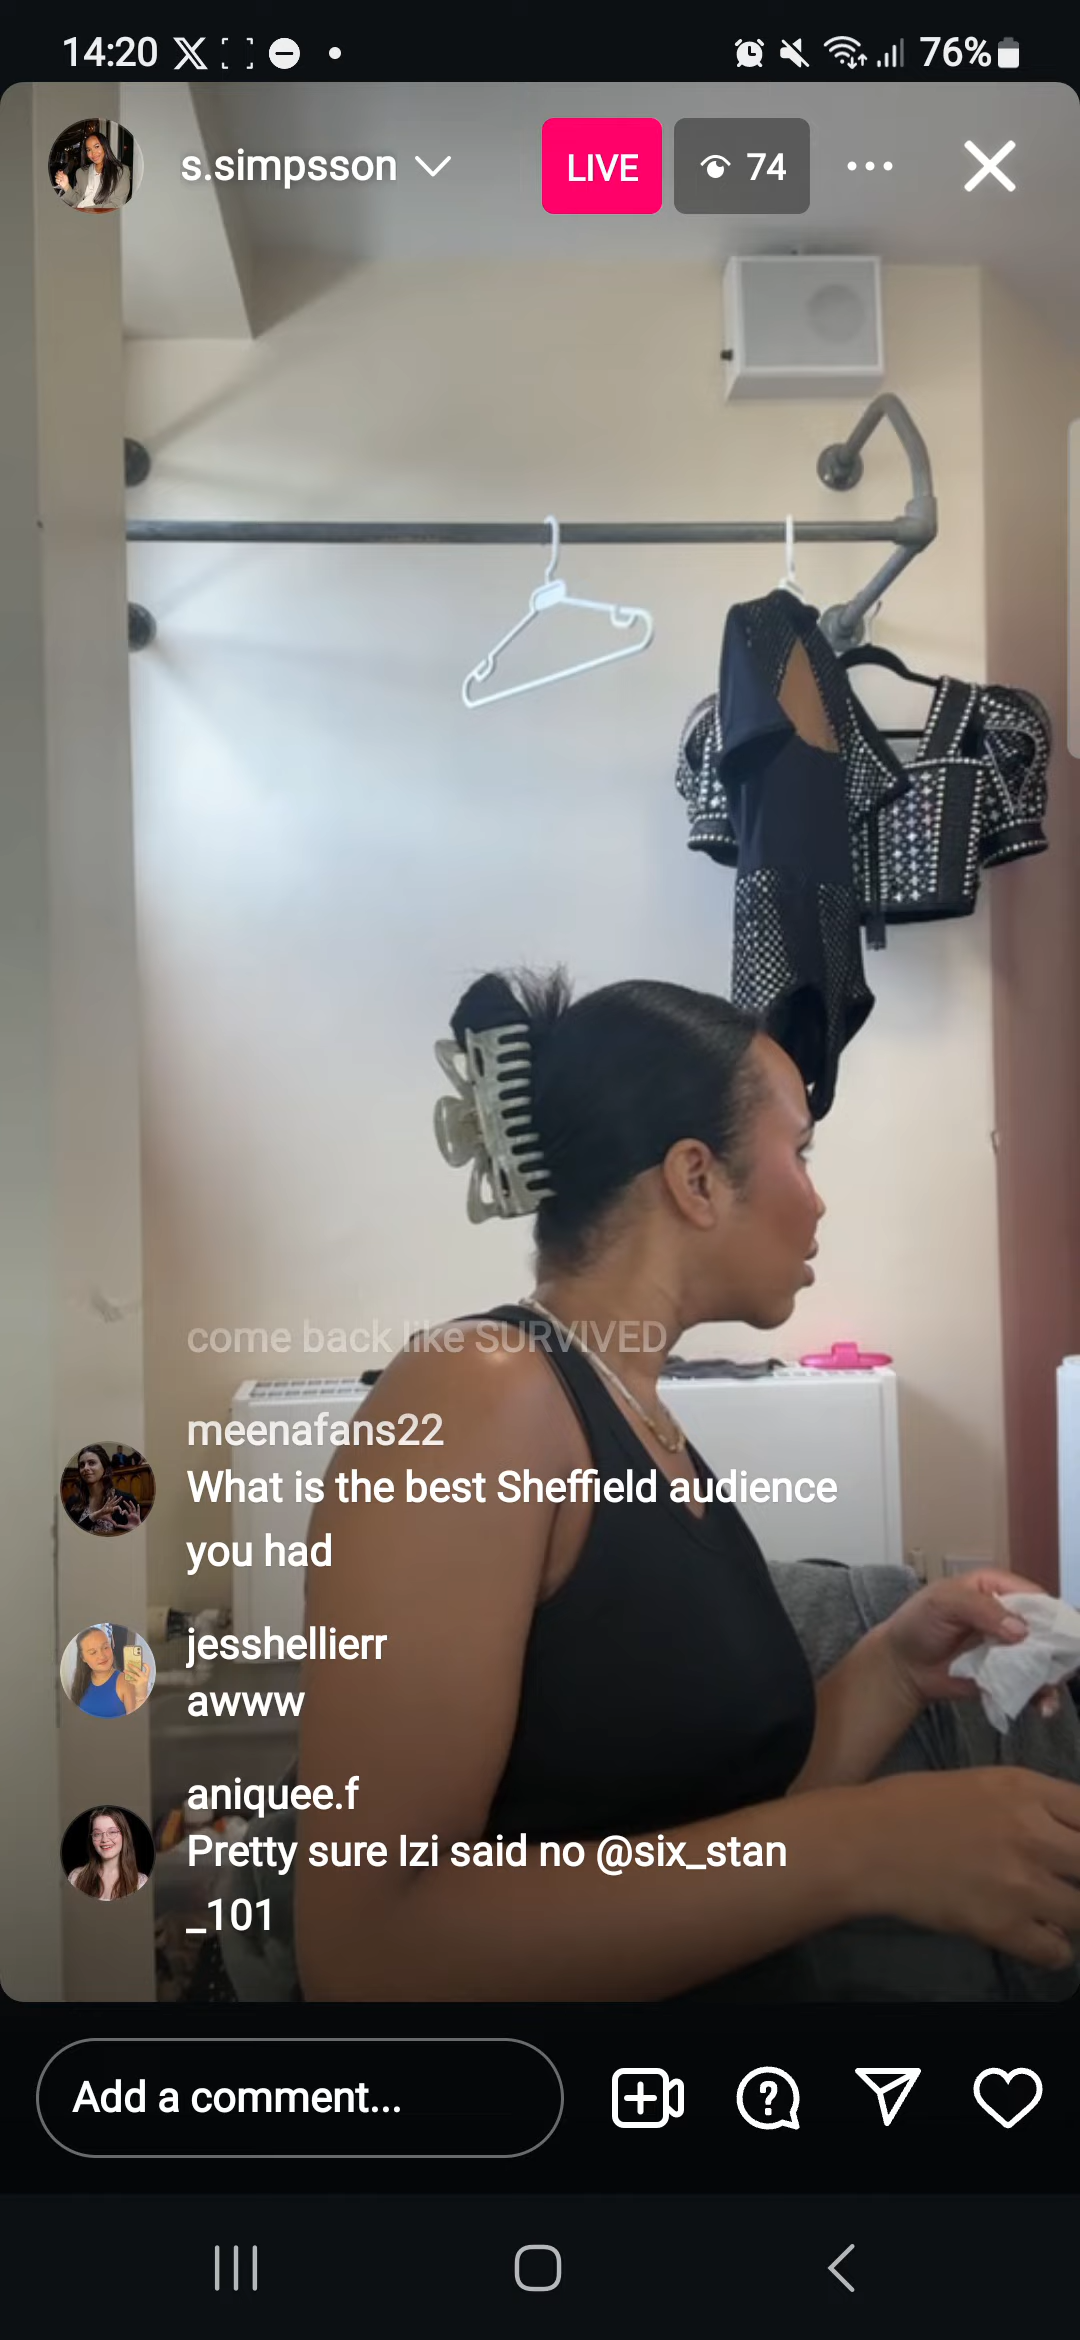 14:20
76%
s.simpsson
LIVE
74
come back like SURVIVED
meenafans22
What is the best Sheffield audience
you had
jesshellierr
awww
aniquee.f
Pretty sure Izi said no @six_stan
_101
Add a comment...